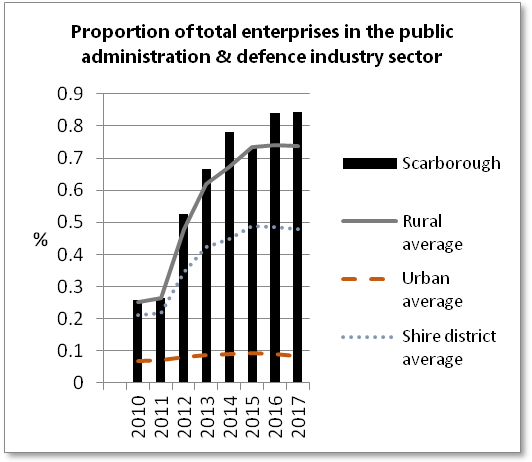 Proportion of total enterprises in the public
administration & defence industry sector
0.9
0.8
0.7
0.6
0.5
0.4
0.3
0.2
0.1
0
%
2010
2011
2012
2013
2014
2015
2016
2017
Scarborough
Rural
average
Urban
average
Shire district
average